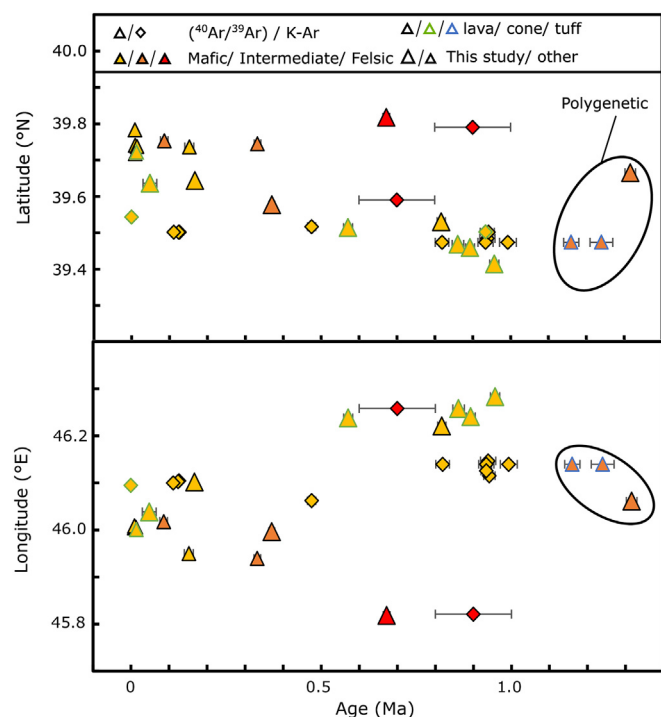 40.0
(⁴⁰Ar/³⁹Ar) / K-Ar
/ / lava/ cone/ tuff
/ / Mafic/ Intermediate/ Felsic
/ This study/ other
Polygenetic
39.8
39.6
39.4
Latitude (°N)
46.2
46.0
45.8
Longitude (°E)
0 0.5 1.0
Age (Ma)